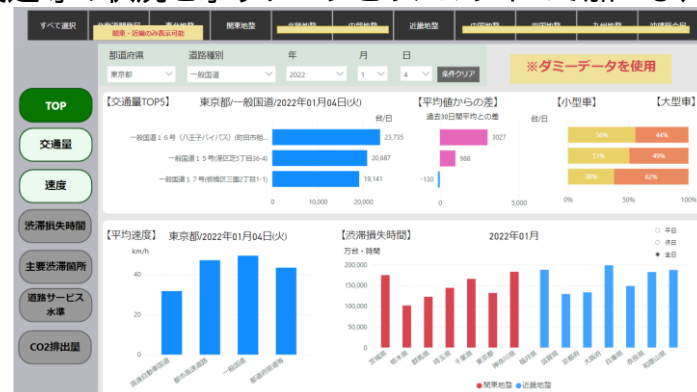 すべて選択
関東地整
近畿地整
関東・近畿のみ表示可能
都道府県 道路種別 年 月 日
東京都 一般国道 2022 1 4 条件クリア
※ダミーデータを使用
TOP
交通量
速度
渋滞損失時間
主要渋滞箇所
道路サービス
水準
CO2排出量
【交通量TOP5】 東京都/一般国道/2022年01月04日(火)
台/日
一般国道１６号（八王子バイパス）(町田市相...
23,735
一般国道１５号(港区芝5丁目36-4)
20,887
一般国道１７号(板橋区三園2丁目1-1)
19,141
0 10,000 20,000
【平均値からの差】
過去30日間平均との差 台/日
3027
988
-130
0 5,000
【小型車】 【大型車】
56% 44%
51% 49%
38% 62%
0% 50% 100%
【平均速度】 東京都/2022年01月04日(火)
km/h
40
20
0
高速自動車国道 都市高速道路 一般国道 都道府県道等
【渋滞損失時間】 2022年01月
万台・時間
平日
休日
全日
200,000
150,000
100,000
50,000
0
茨城県 栃木県 群馬県 埼玉県 千葉県 東京都 神奈川県 福井県 滋賀県 京都府 大阪府 兵庫県 奈良県 和歌山県
関東地整 近畿地整